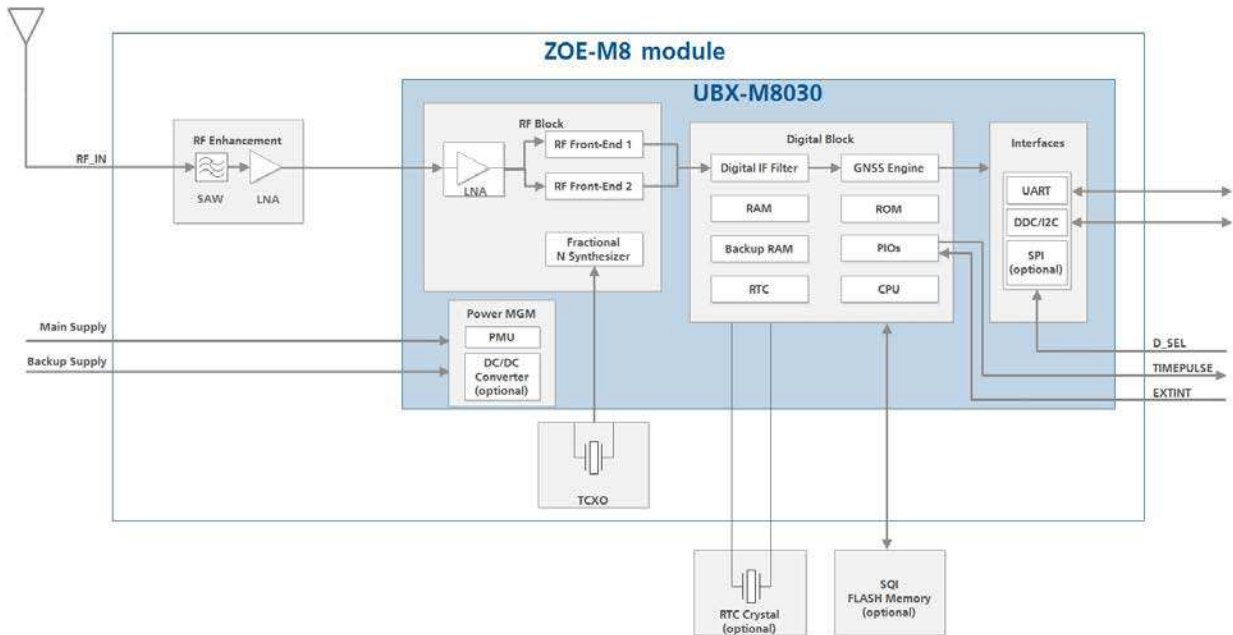 ZOE-M8 module
UBX-M8030
RF_IN
RF Enhancement
SAW
LNA
RF Block
LNA
RF Front-End 1
RF Front-End 2
Fractional
N Synthesizer
Digital Block
Digital IF Filter
GNSS Engine
RAM
ROM
Backup RAM
PIOs
RTC
CPU
Interfaces
UART
DDC/I2C
SPI
(optional)
Main Supply
Backup Supply
Power MGM
PMU
DC/DC
Converter
(optional)
D_SEL
TIMEPULSE
EXTINT
TCXO
RTC Crystal
(optional)
SQI
FLASH Memory
(optional)